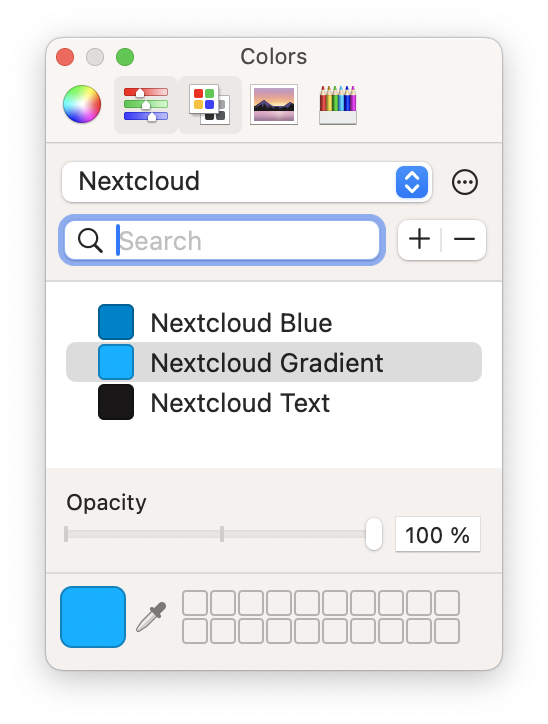 Colors
Nextcloud
Search
Nextcloud Blue
Nextcloud Gradient
Nextcloud Text
Opacity
100 %